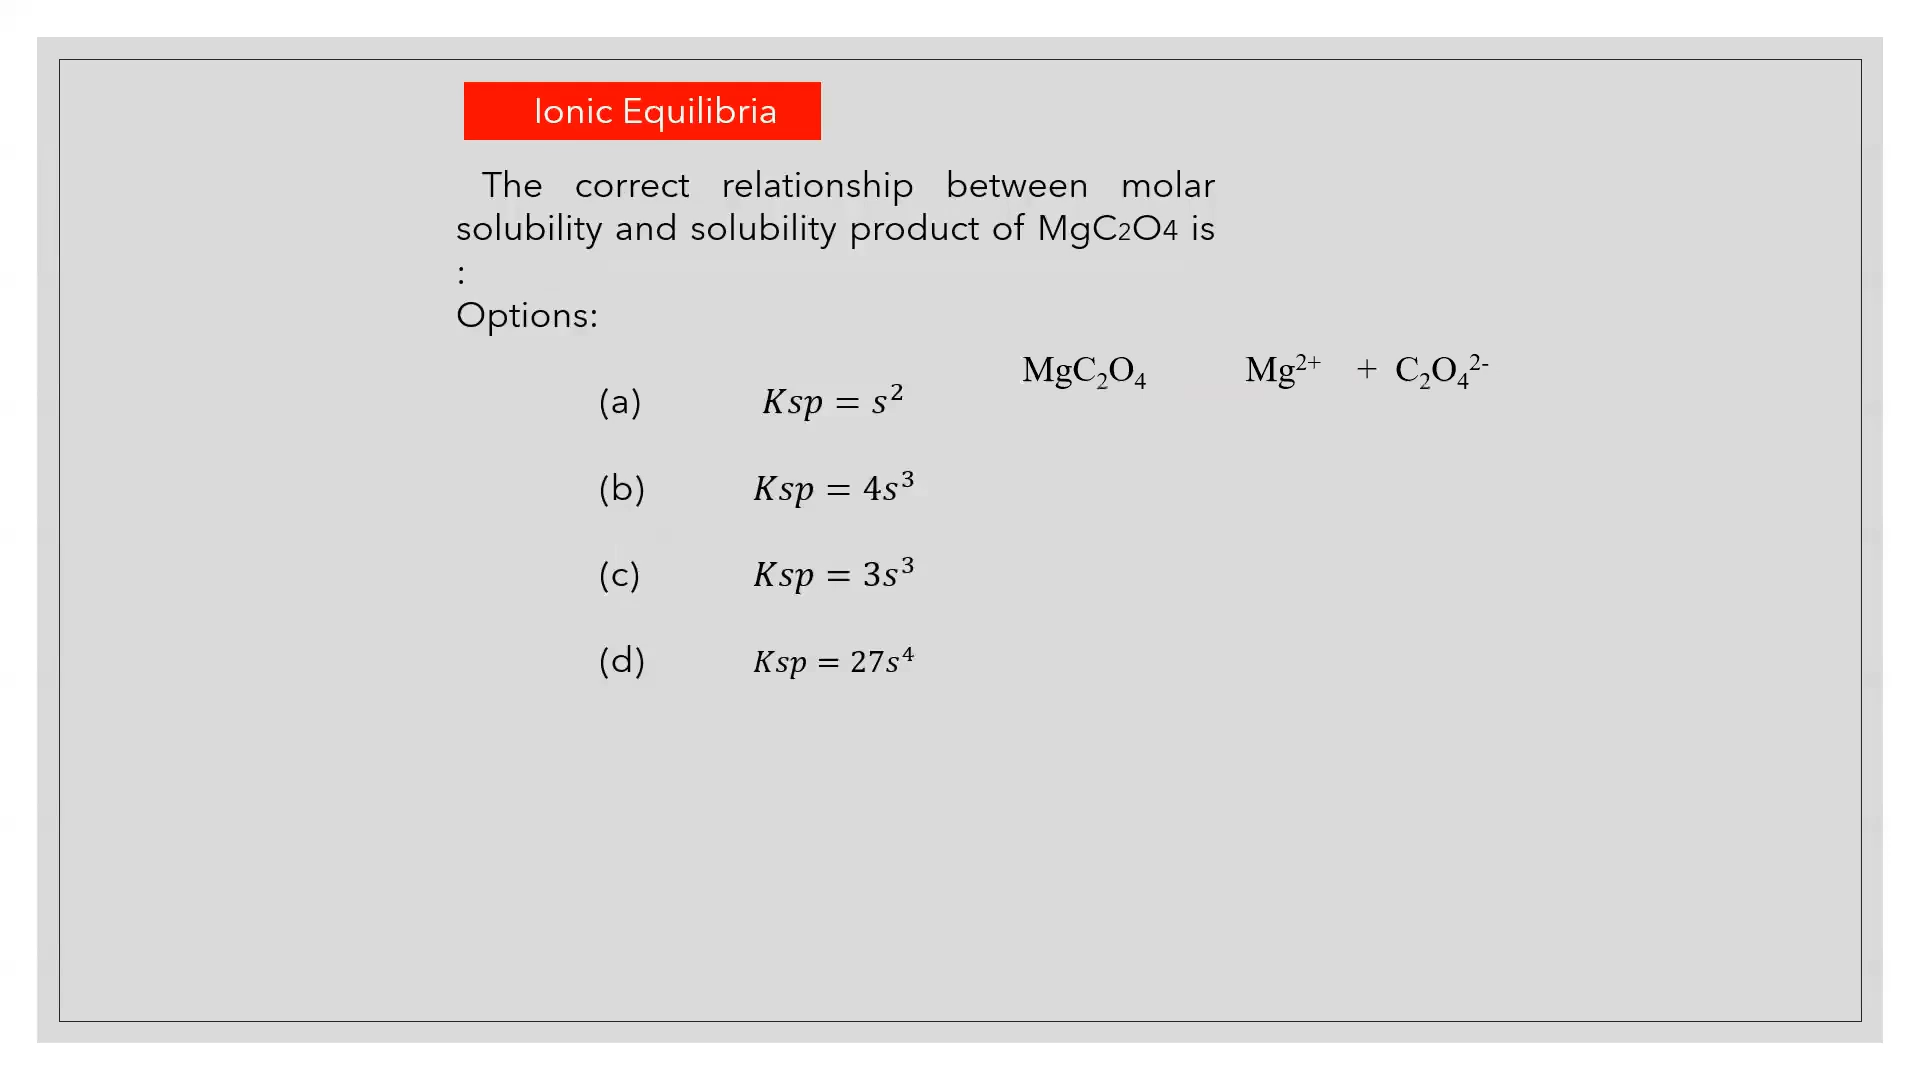 Ionic Equilibria
The correct relationship between molar
solubility and solubility product of MgC2O4 is
:
Options:
MgC₂O₄ Mg²⁺ + C₂O₄²⁻
(a) Ksp = s²
(b) Ksp = 4s³
(c) Ksp = 3s³
(d) Ksp = 27s⁴